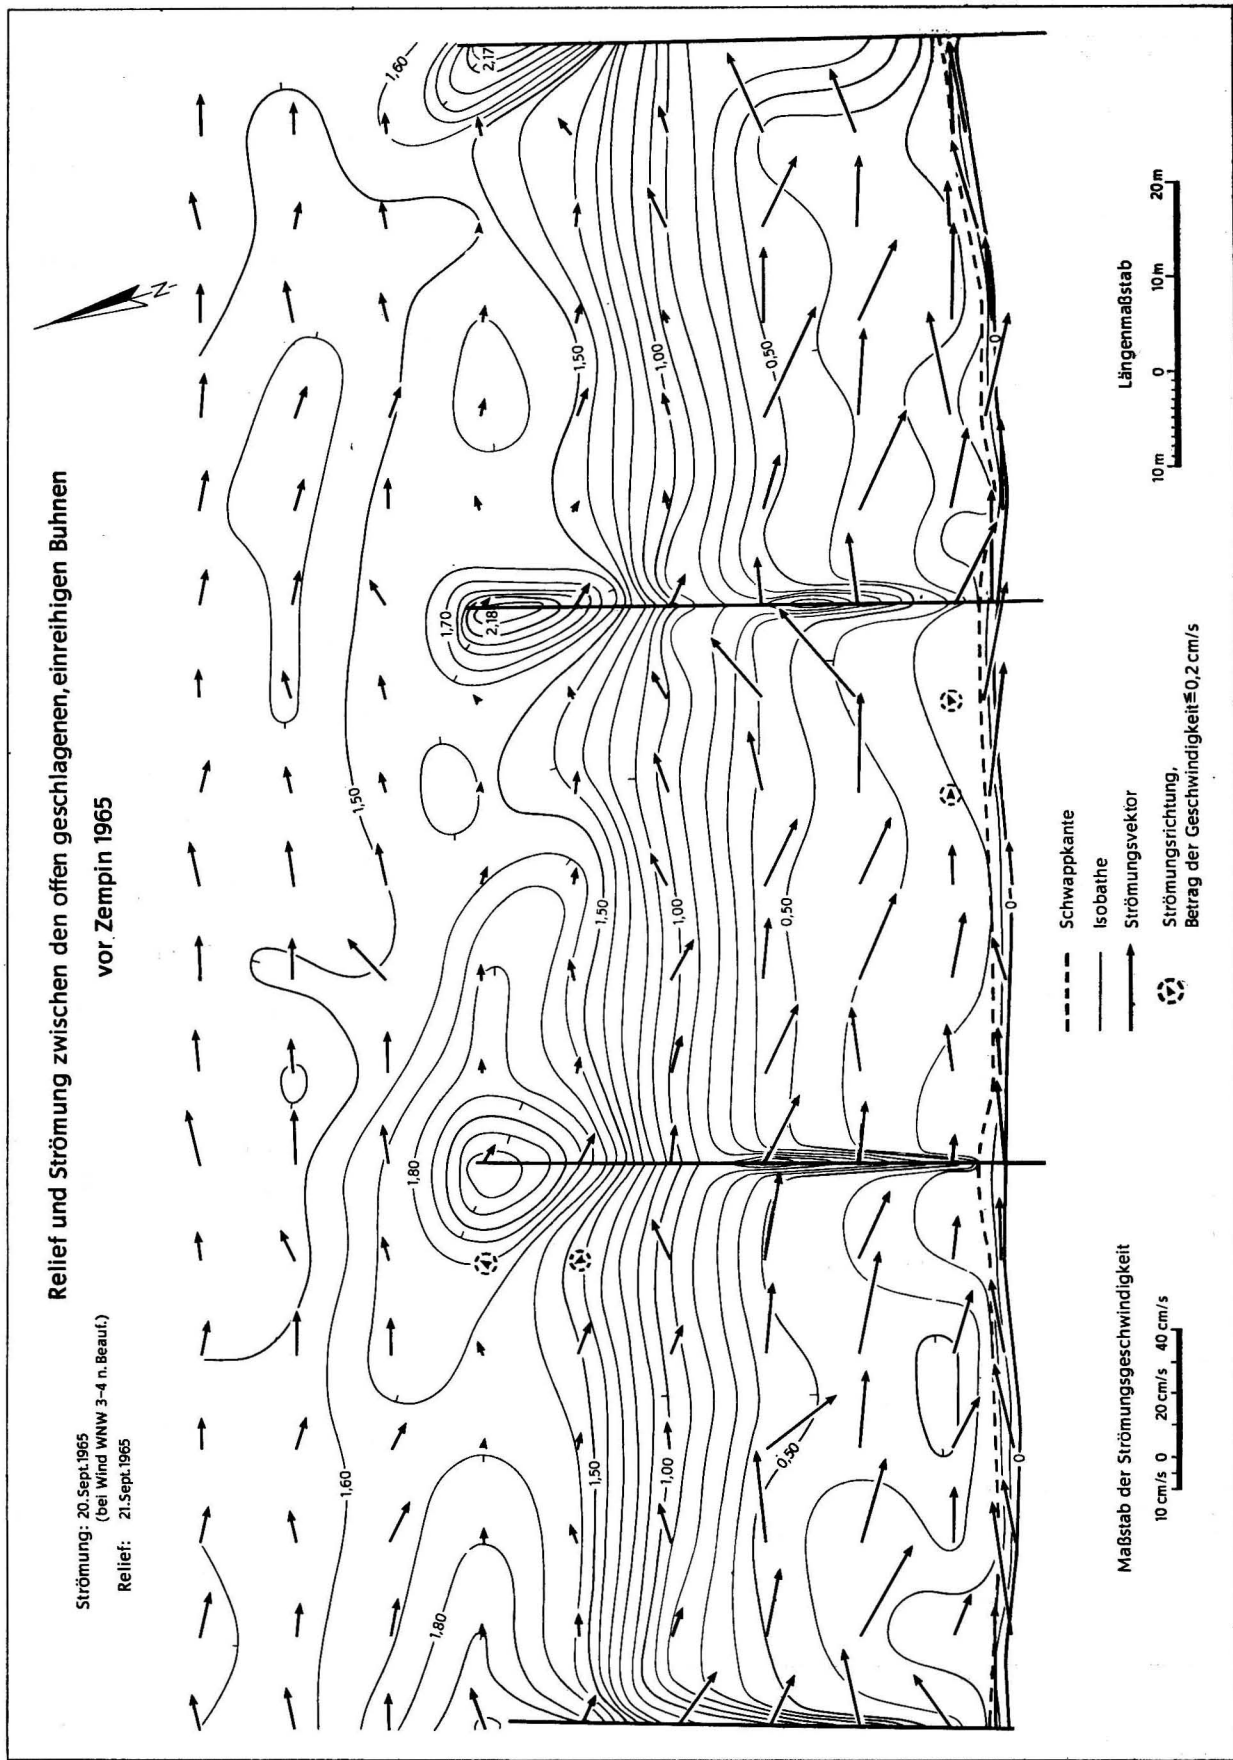 Relief und Strömung zwischen den offen geschlagenen, einreihigen Buhnen
vor Zempin 1965
Strömung: 20.Sept.1965
(bei Wind WNW 3-4 n. Beauf.)
Relief: 21.Sept.1965
N
1,60
2,17
1,50
1,00
0,50
0
1,70
2,18
1,50
1,50
1,00
0,50
0
1,80
1,60
1,80
1,50
1,00
0,50
0
Maßstab der Strömungsgeschwindigkeit
10 cm/s 0 20 cm/s 40 cm/s
Schwappkante
Isobathe
Strömungsvektor
Strömungsrichtung,
Betrag der Geschwindigkeit ≦ 0,2 cm/s
Längenmaßstab
10 m 0 10 m 20 m